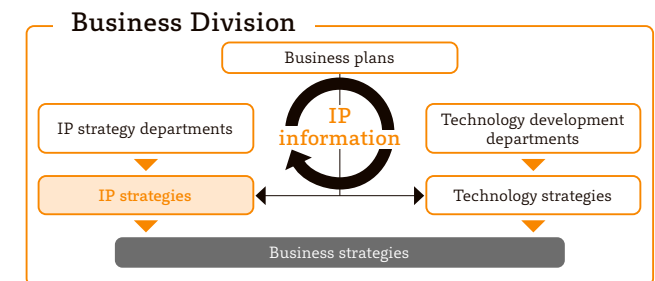 Business Division
Business plans
IP
information
IP strategy departments
Technology development
departments
IP strategies
Technology strategies
Business strategies